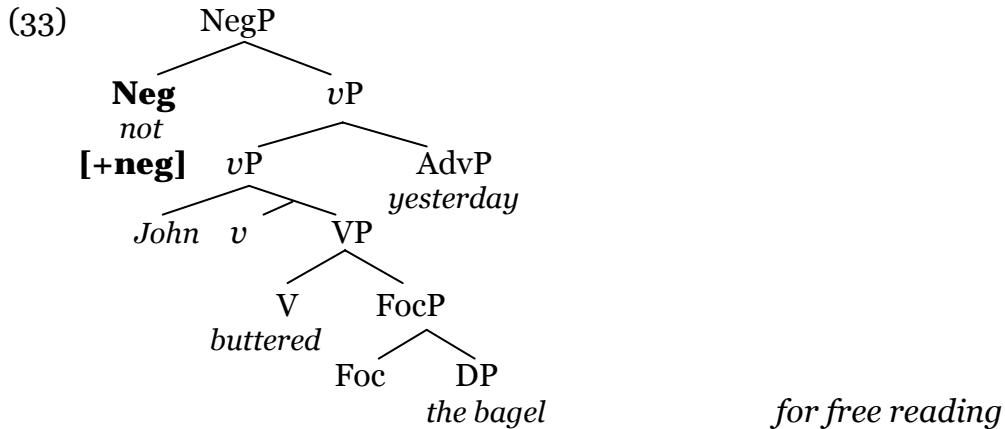 (33) NegP
Neg vP
not
[+neg] vP AdvP
yesterday
John v VP
V FocP
buttered
Foc DP
the bagel for free reading